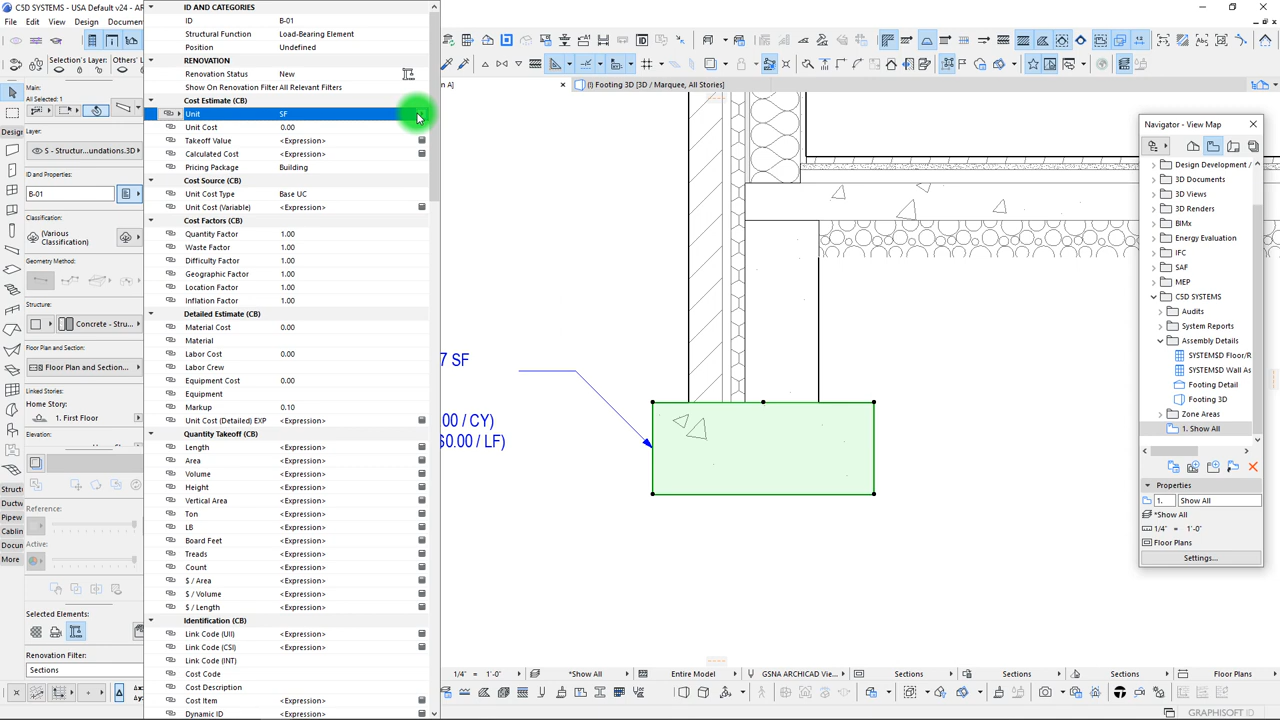 C5D SYSTEMS - USA Default v24 - AR
File Edit View Design Docum
Selection's Layer: Others'
Main:
All Selected: 1
Design
Layer:
S - Structur...undations.3D
ID and Properties:
B-01
Classification:
(Various Classification)
Geometry Method:
Structure:
Concrete - Stru...
Floor Plan and Section:
Floor Plan and Section...
Linked Stories:
Home Story:
1. First Floor
Elevation:
Struct
Ductw
Pipew
Cablin
Docum
More
Reference:
Active:
Selected Elements:
Renovation Filter:
Sections
ID AND CATEGORIES
ID B-01
Structural Function Load-Bearing Element
Position Undefined
RENOVATION
Renovation Status New
Show On Renovation Filter All Relevant Filters
Cost Estimate (CB)
Unit SF
Unit Cost 0.00
Takeoff Value <Expression>
Calculated Cost <Expression>
Pricing Package Building
Cost Source (CB)
Unit Cost Type Base UC
Unit Cost (Variable) <Expression>
Cost Factors (CB)
Quantity Factor 1.00
Waste Factor 1.00
Difficulty Factor 1.00
Geographic Factor 1.00
Location Factor 1.00
Inflation Factor 1.00
Detailed Estimate (CB)
Material Cost 0.00
Material
Labor Cost 0.00
Labor Crew
Equipment Cost 0.00
Equipment
Markup 0.10
Unit Cost (Detailed) EXP <Expression>
Quantity Takeoff (CB)
Length <Expression>
Area <Expression>
Volume <Expression>
Height <Expression>
Vertical Area <Expression>
Ton <Expression>
LB <Expression>
Board Feet <Expression>
Treads <Expression>
Count <Expression>
$ / Area <Expression>
$ / Volume <Expression>
$ / Length <Expression>
Identification (CB)
Link Code (UII) <Expression>
Link Code (CSI) <Expression>
Link Code (INT)
Cost Code
Cost Description
Cost Item <Expression>
Dynamic ID <Expression>
n A]
(!) Footing 3D [3D / Marquee, All Stories]
7 SF
00 / CY)
60.00 / LF)
Navigator - View Map
Design Development /
3D Documents
3D Views
3D Renders
BIMx
Energy Evaluation
IFC
SAF
MEP
C5D SYSTEMS
Audits
System Reports
Assembly Details
SYSTEMSD Floor/R
SYSTEMSD Wall As
Footing Detail
Footing 3D
Zone Areas
1. Show All
Properties
1. Show All
*Show All
1/4" = 1'-0"
Floor Plans
Settings...
1/4" = 1'-0" *Show All Entire Model GSNA ARCHICAD View... Sections Sections Sections Floor Plans
GRAPHISOFT ID